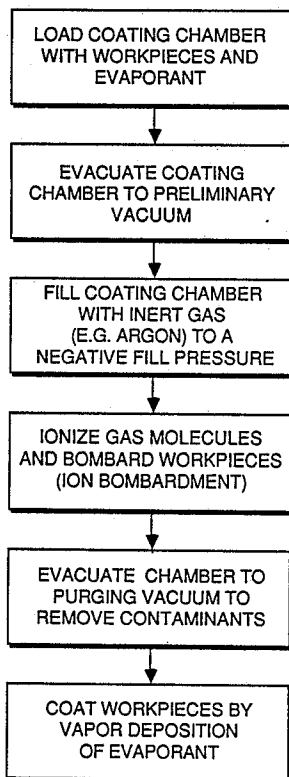 LOAD COATING CHAMBER
WITH WORKPIECES AND
EVAPORANT
EVACUATE COATING
CHAMBER TO PRELIMINARY
VACUUM
FILL COATING CHAMBER
WITH INERT GAS
(E.G. ARGON) TO A
NEGATIVE FILL PRESSURE
IONIZE GAS MOLECULES
AND BOMBARD WORKPIECES
(ION BOMBARDMENT)
EVACUATE CHAMBER TO
PURGING VACUUM TO
REMOVE CONTAMINANTS
COAT WORKPIECES BY
VAPOR DEPOSITION
OF EVAPORANT